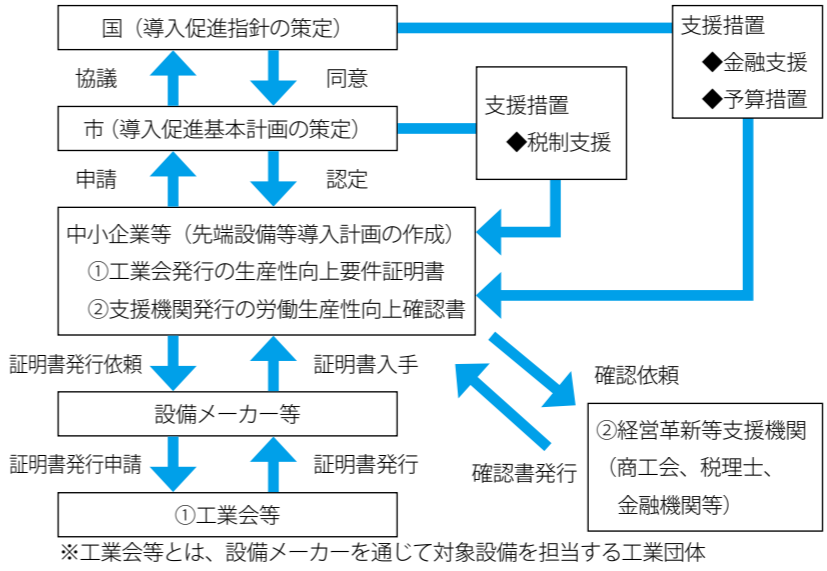 国（導入促進指針の策定）
支援措置
◆金融支援
◆予算措置
協議
同意
市（導入促進基本計画の策定）
支援措置
◆税制支援
申請
認定
中小企業等（先端設備等導入計画の作成）
①工業会発行の生産性向上要件証明書
②支援機関発行の労働生産性向上確認書
証明書発行依頼
証明書入手
確認依頼
設備メーカー等
②経営革新等支援機関
（商工会、税理士、
金融機関等）
証明書発行申請
証明書発行
確認書発行
①工業会等
※工業会等とは、設備メーカーを通じて対象設備を担当する工業団体